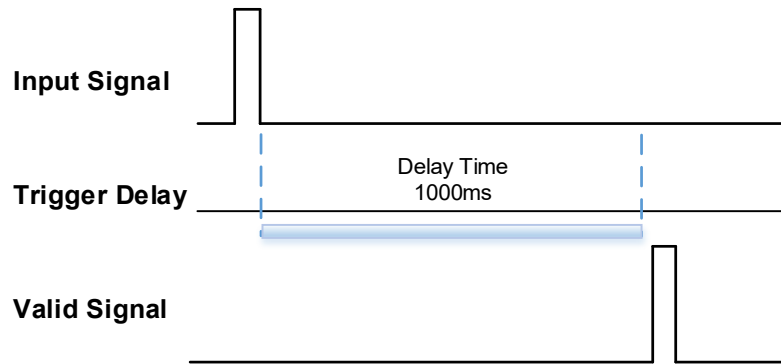 Input Signal
Delay Time
1000ms
Trigger Delay
Valid Signal